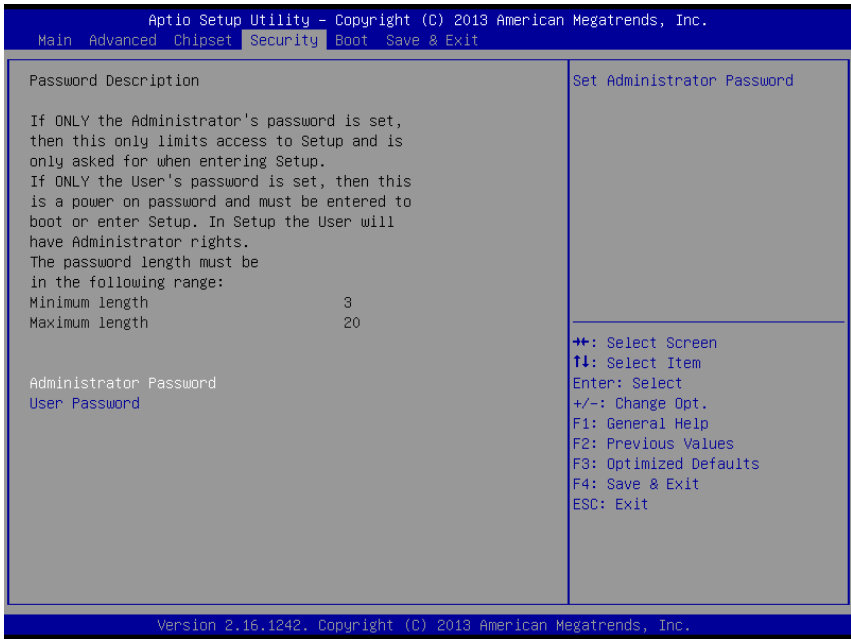 Aptio Setup Utility – Copyright (C) 2013 American Megatrends, Inc.
Main Advanced Chipset Security Boot Save & Exit
Password Description
If ONLY the Administrator's password is set,
then this only limits access to Setup and is
only asked for when entering Setup.
If ONLY the User's password is set, then this
is a power on password and must be entered to
boot or enter Setup. In Setup the User will
have Administrator rights.
The password length must be
in the following range:
Minimum length 3
Maximum length 20
Administrator Password
User Password
Set Administrator Password
→←: Select Screen
↑↓: Select Item
Enter: Select
+/-: Change Opt.
F1: General Help
F2: Previous Values
F3: Optimized Defaults
F4: Save & Exit
ESC: Exit
Version 2.16.1242. Copyright (C) 2013 American Megatrends, Inc.